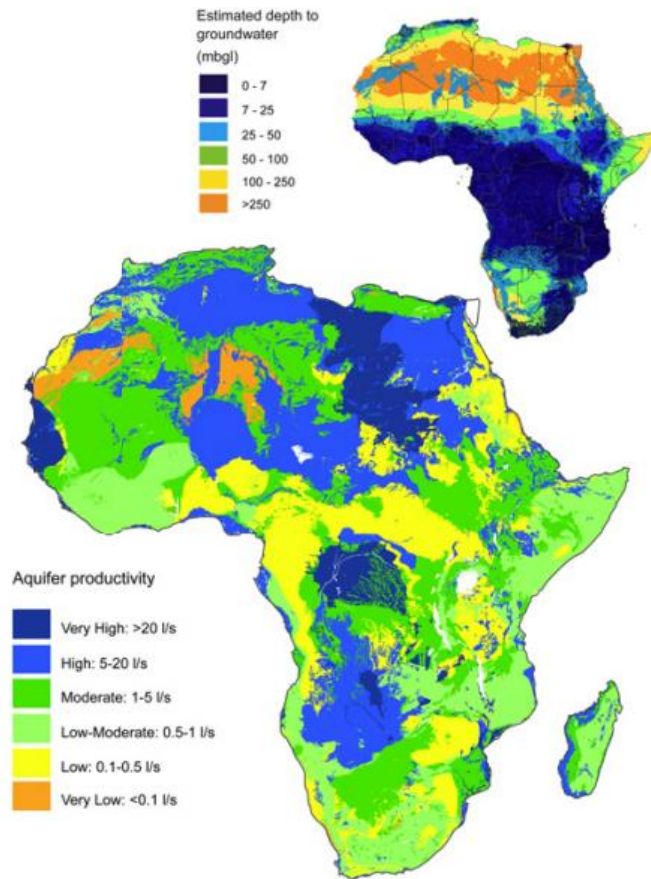 Estimated depth to
groundwater
(mbgl)
0 - 7
7 - 25
25 - 50
50 - 100
100 - 250
>250
Aquifer productivity
Very High: >20 l/s
High: 5-20 l/s
Moderate: 1-5 l/s
Low-Moderate: 0.5-1 l/s
Low: 0.1-0.5 l/s
Very Low: <0.1 l/s